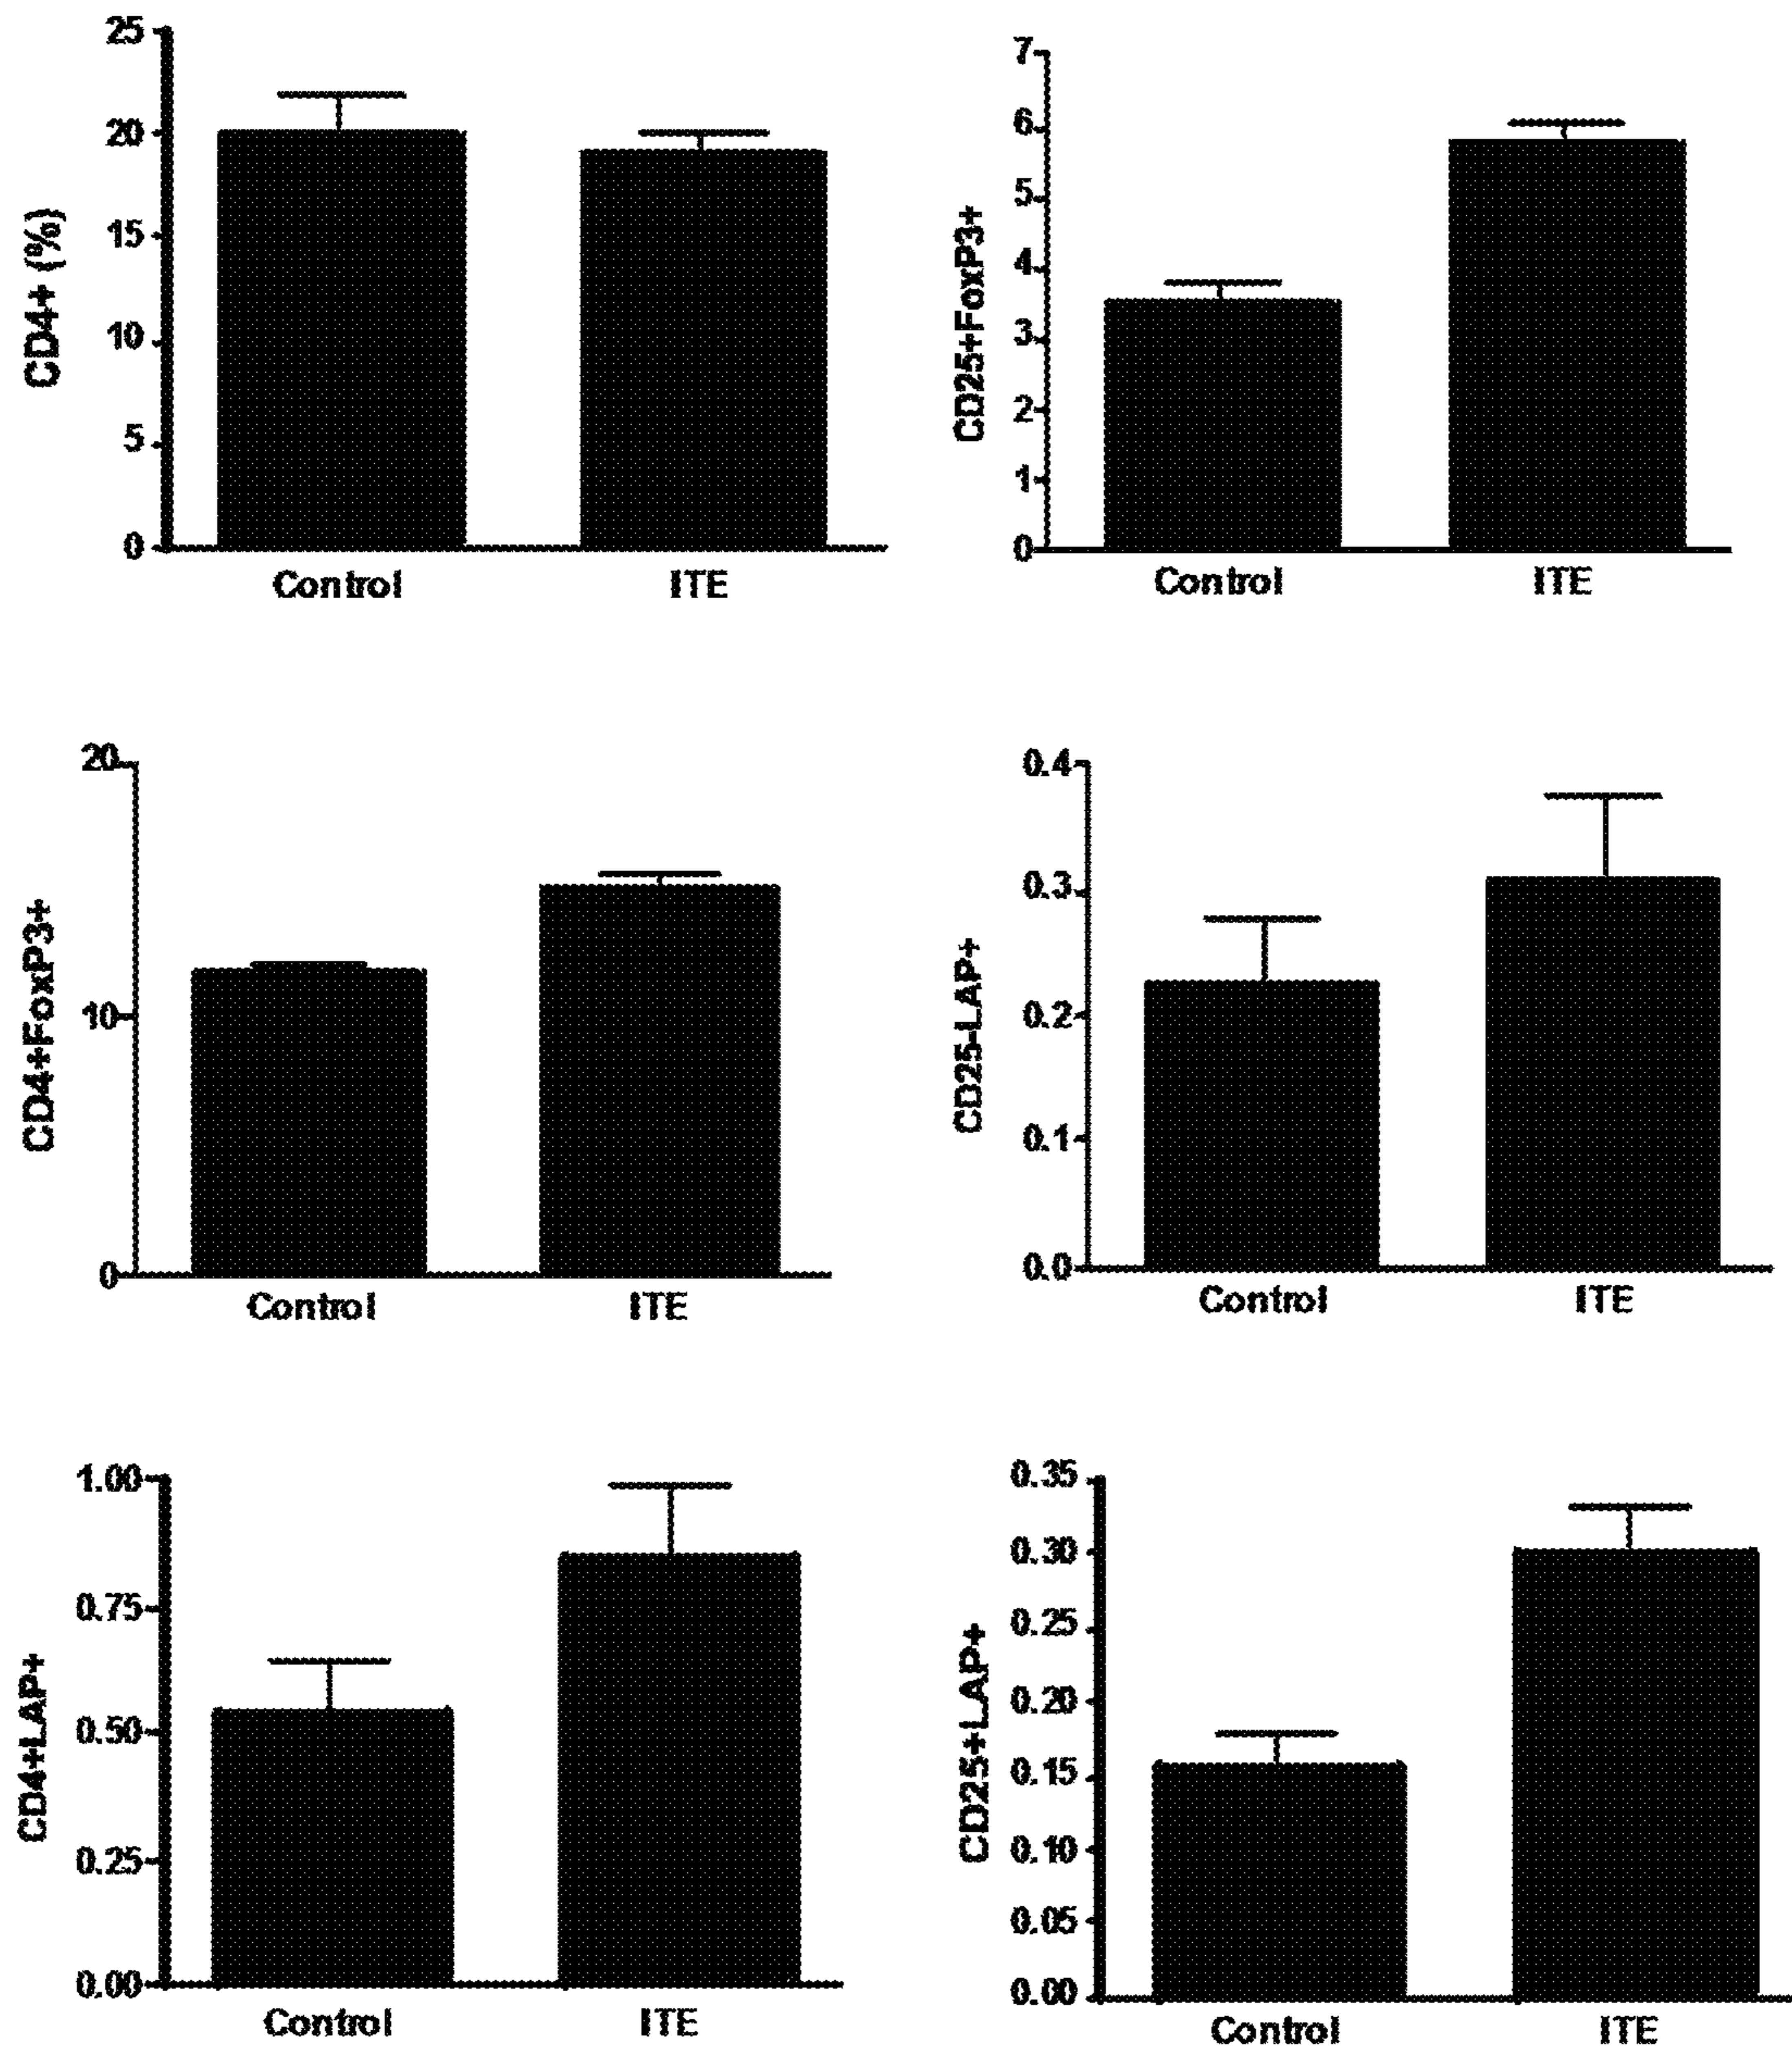 CD4+ (%)
25
20
15
10
5
0
Control ITE
CD25+FoxP3+
7
6
5
4
3
2
1
0
Control ITE
CD4+FoxP3+
20
10
0
Control ITE
CD25-LAP+
0.4
0.3
0.2
0.1
0.0
Control ITE
CD4+LAP+
1.00
0.75
0.50
0.25
0.00
Control ITE
CD25+LAP+
0.35
0.30
0.25
0.20
0.15
0.10
0.05
0.00
Control ITE